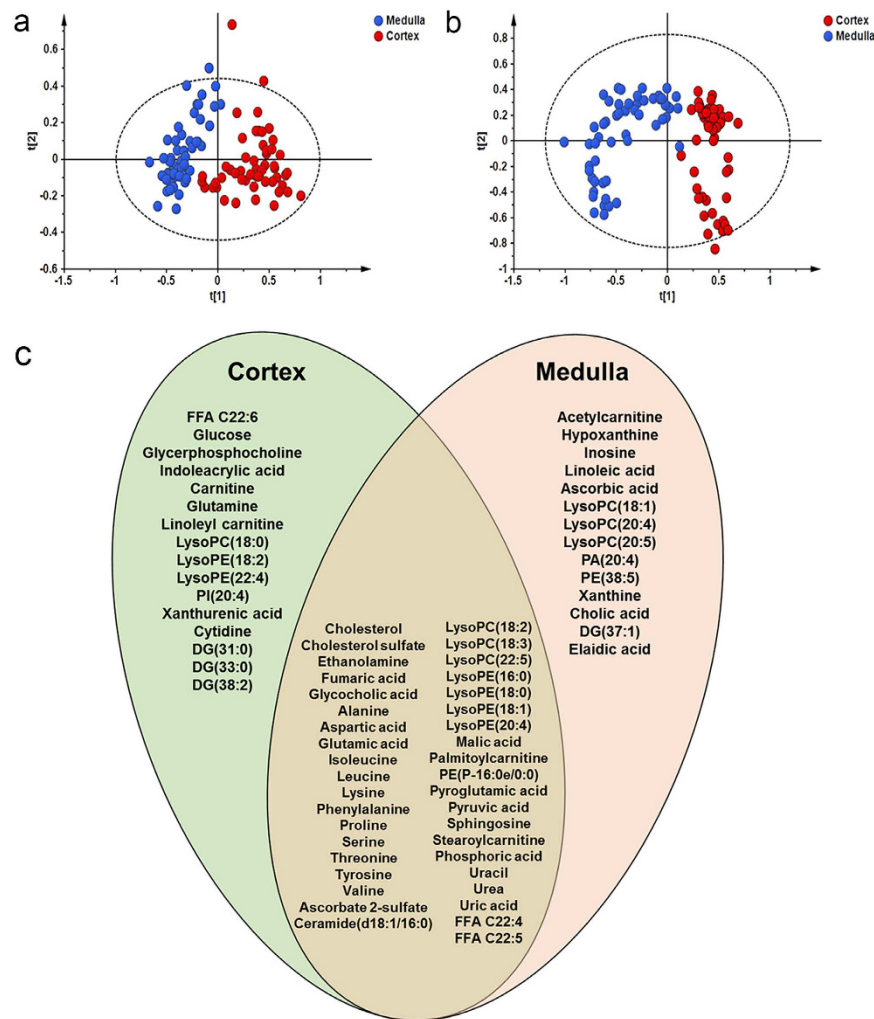 a
Medulla
Cortex
0.8
0.6
0.4
0.2
0
-0.2
-0.4
-0.6
-1.5
-1
-0.5
0
0.5
1
t[1]
t[2]
b
Cortex
Medulla
1
0.8
0.6
0.4
0.2
0
-0.2
-0.4
-0.6
-0.8
-1
-1.5
-1
-0.5
0
0.5
1
t[1]
t[2]
c
Cortex
FFA C22:6
Glucose
Glycerphosphocholine
Indoleacrylic acid
Carnitine
Glutamine
Linoleyl carnitine
LysoPC(18:0)
LysoPE(18:2)
LysoPE(22:4)
PI(20:4)
Xanthurenic acid
Cytidine
DG(31:0)
DG(33:0)
DG(38:2)
Cholesterol
Cholesterol sulfate
Ethanolamine
Fumaric acid
Glycocholic acid
Alanine
Aspartic acid
Glutamic acid
Isoleucine
Leucine
Lysine
Phenylalanine
Proline
Serine
Threonine
Tyrosine
Valine
Ascorbate 2-sulfate
Ceramide(d18:1/16:0)
LysoPC(18:2)
LysoPC(18:3)
LysoPC(22:5)
LysoPE(16:0)
LysoPE(18:0)
LysoPE(18:1)
LysoPE(20:4)
Malic acid
Palmitoylcarnitine
PE(P-16:0e/0:0)
Pyroglutamic acid
Pyruvic acid
Sphingosine
Stearoylcarnitine
Phosphoric acid
Uracil
Urea
Uric acid
FFA C22:4
FFA C22:5
Medulla
Acetylcarnitine
Hypoxanthine
Inosine
Linoleic acid
Ascorbic acid
LysoPC(18:1)
LysoPC(20:4)
LysoPC(20:5)
PA(20:4)
PE(38:5)
Xanthine
Cholic acid
DG(37:1)
Elaidic acid